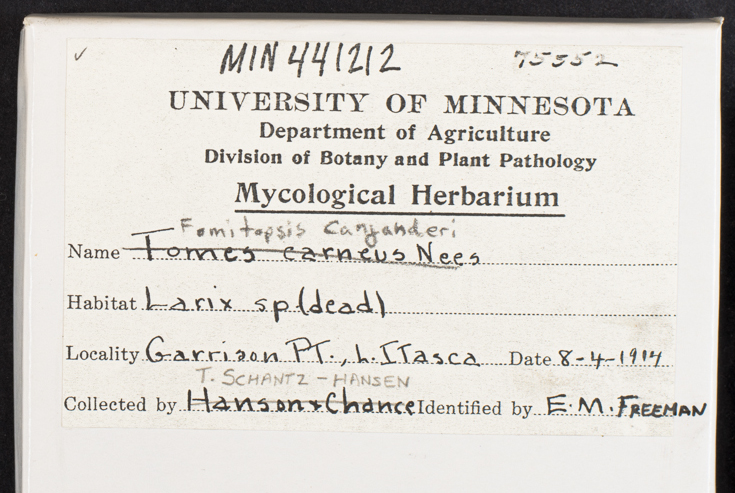 ✓ MIN 441212 75552
UNIVERSITY OF MINNESOTA
Department of Agriculture
Division of Botany and Plant Pathology
Mycological Herbarium
Fomitopsis Cajanderi
Name Fomes carneus Nees
Habitat Larix sp (dead)
Locality Garrison PT., L. ITasca Date 8-4-1914
T. SCHANTZ-HANSEN
Collected by Hanson + Chance Identified by E. M. FREEMAN